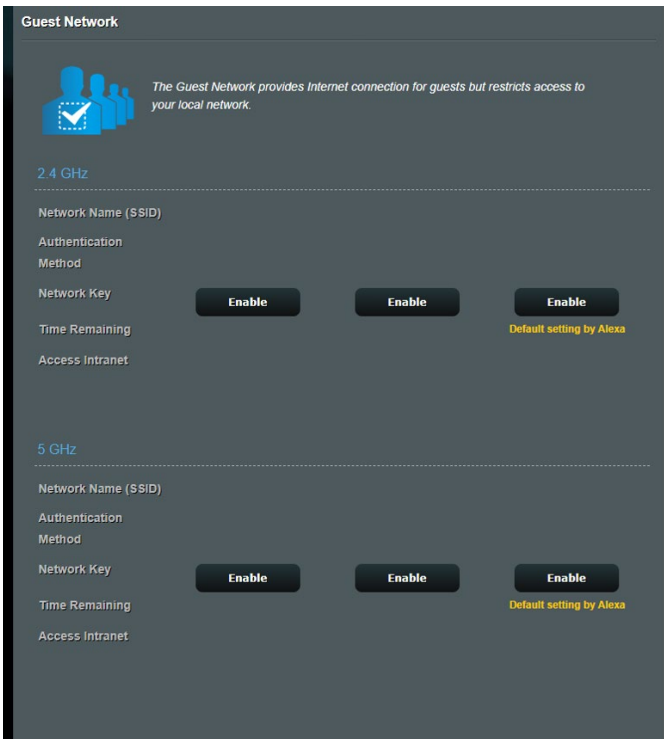 Guest Network
The Guest Network provides Internet connection for guests but restricts access to
your local network.
2.4 GHz
Network Name (SSID)
Authentication
Method
Network Key
Enable Enable Enable
Time Remaining
Default setting by Alexa
Access Intranet
5 GHz
Network Name (SSID)
Authentication
Method
Network Key
Enable Enable Enable
Time Remaining
Default setting by Alexa
Access Intranet